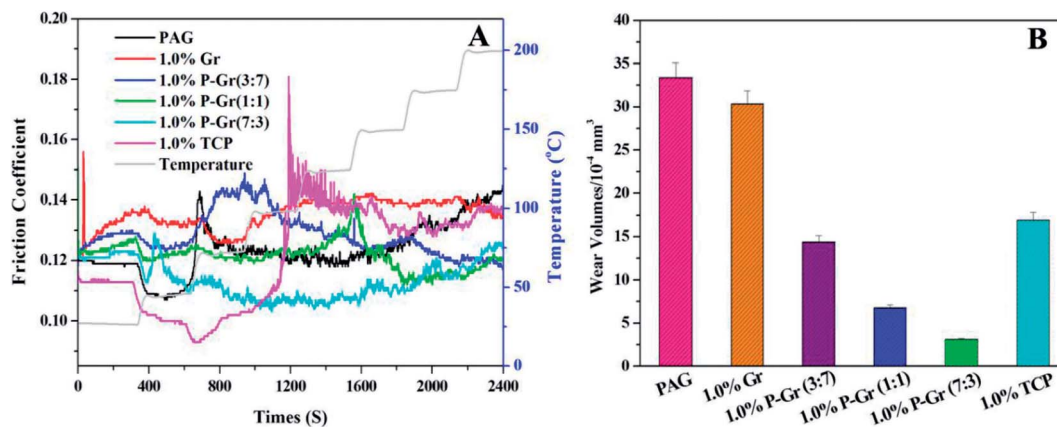 A
PAG
1.0% Gr
1.0% P-Gr(3:7)
1.0% P-Gr(1:1)
1.0% P-Gr(7:3)
1.0% TCP
Temperature
0.20
0.18
0.16
0.14
0.12
0.10
Friction Coefficient
200
150
100
50
0
Temperature (°C)
0 400 800 1200 1600 2000 2400
Times (S)
B
40
35
30
25
20
15
10
5
0
Wear Volumes/10⁻⁴ mm³
PAG
1.0% Gr
1.0% P-Gr (3:7)
1.0% P-Gr (1:1)
1.0% P-Gr (7:3)
1.0% TCP